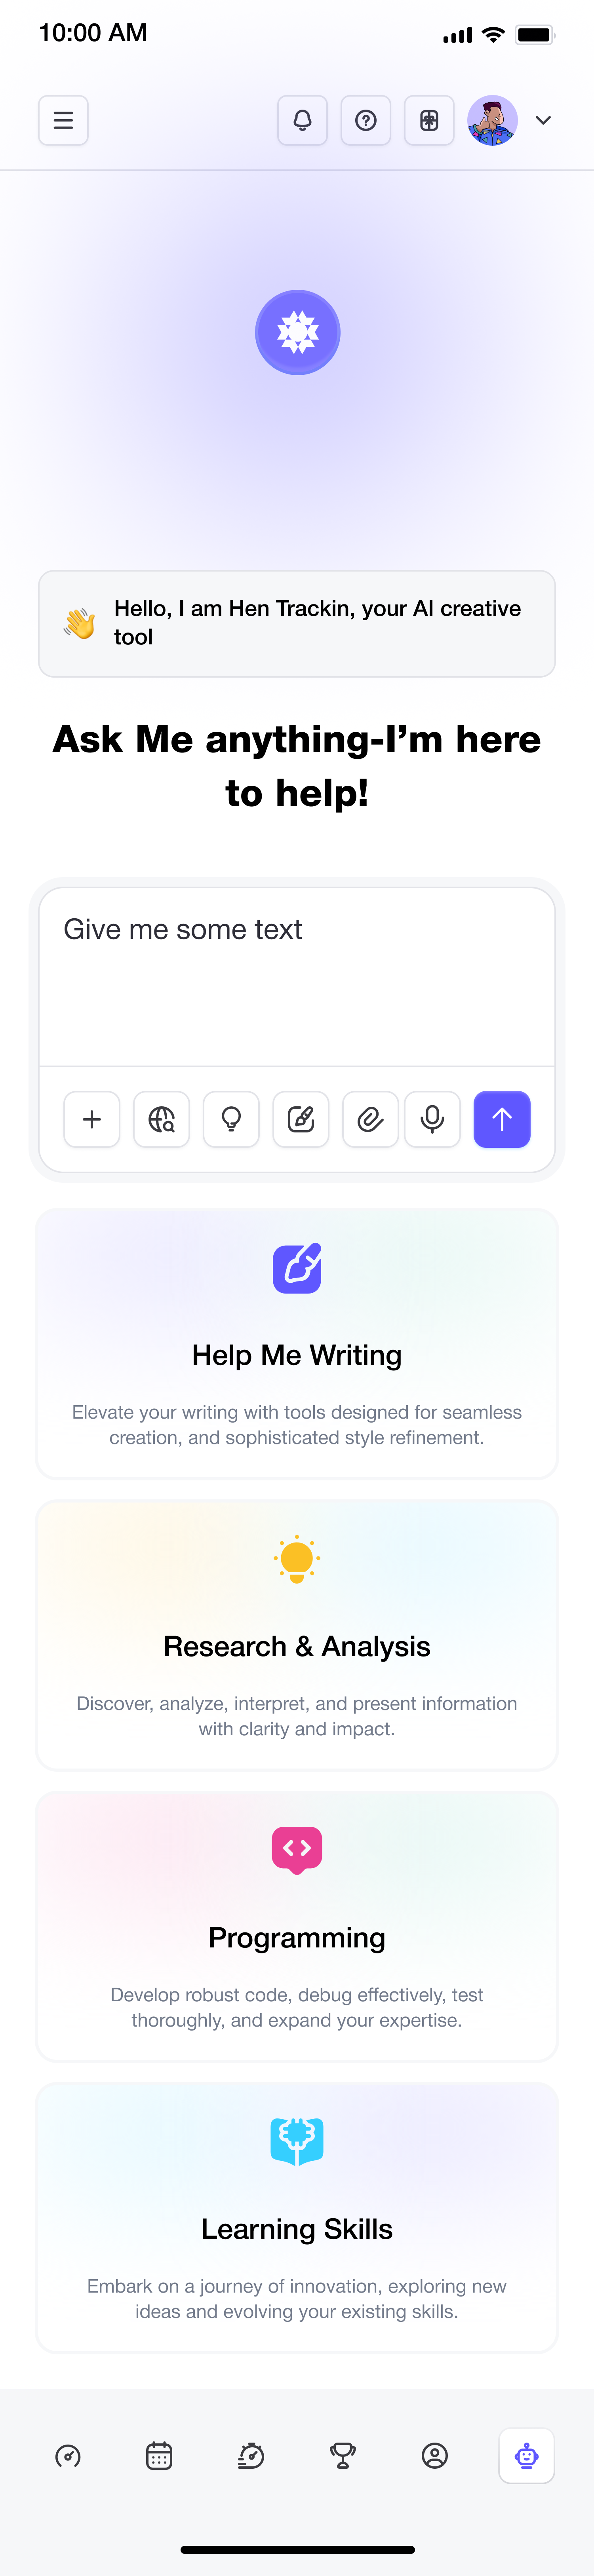 10:00 AM
Hello, I am Hen Trackin, your AI creative
tool
Ask Me anything-I’m here
to help!
Give me some text
Help Me Writing
Elevate your writing with tools designed for seamless
creation, and sophisticated style refinement.
Research & Analysis
Discover, analyze, interpret, and present information
with clarity and impact.
Programming
Develop robust code, debug effectively, test
thoroughly, and expand your expertise.
Learning Skills
Embark on a journey of innovation, exploring new
ideas and evolving your existing skills.